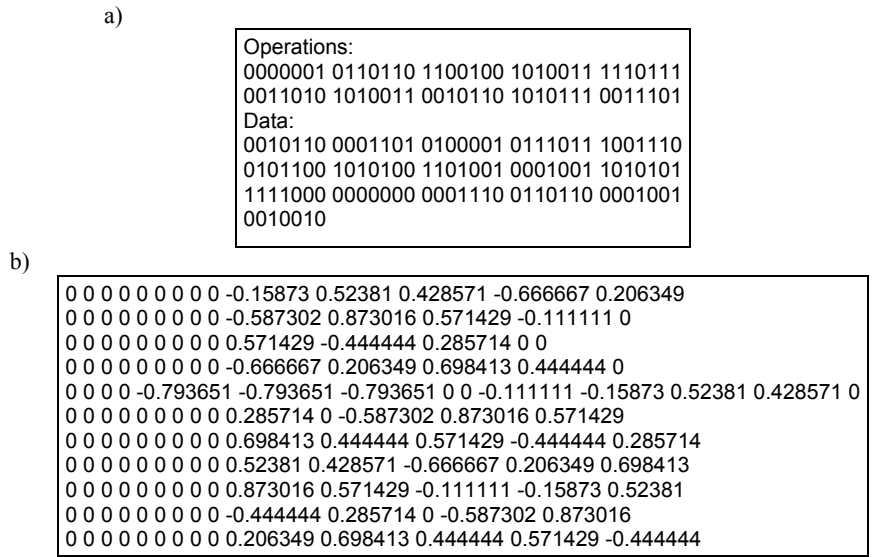 a)
Operations:
0000001 0110110 1100100 1010011 1110111
0011010 1010011 0010110 1010111 0011101
Data:
0010110 0001101 0100001 0111011 1001110
0101100 1010100 1101001 0001001 1010101
1111000 0000000 0001110 0110110 0001001
0010010
b)
0 0 0 0 0 0 0 0 0 -0.15873 0.52381 0.428571 -0.666667 0.206349
0 0 0 0 0 0 0 0 0 -0.587302 0.873016 0.571429 -0.111111 0
0 0 0 0 0 0 0 0 0 0.571429 -0.444444 0.285714 0 0
0 0 0 0 0 0 0 0 0 -0.666667 0.206349 0.698413 0.444444 0
0 0 0 0 -0.793651 -0.793651 -0.793651 0 0 -0.111111 -0.15873 0.52381 0.428571 0
0 0 0 0 0 0 0 0 0 0.285714 0 -0.587302 0.873016 0.571429
0 0 0 0 0 0 0 0 0 0.698413 0.444444 0.571429 -0.444444 0.285714
0 0 0 0 0 0 0 0 0 0.52381 0.428571 -0.666667 0.206349 0.698413
0 0 0 0 0 0 0 0 0 0.873016 0.571429 -0.111111 -0.15873 0.52381
0 0 0 0 0 0 0 0 0 -0.444444 0.285714 0 -0.587302 0.873016
0 0 0 0 0 0 0 0 0 0.206349 0.698413 0.444444 0.571429 -0.444444